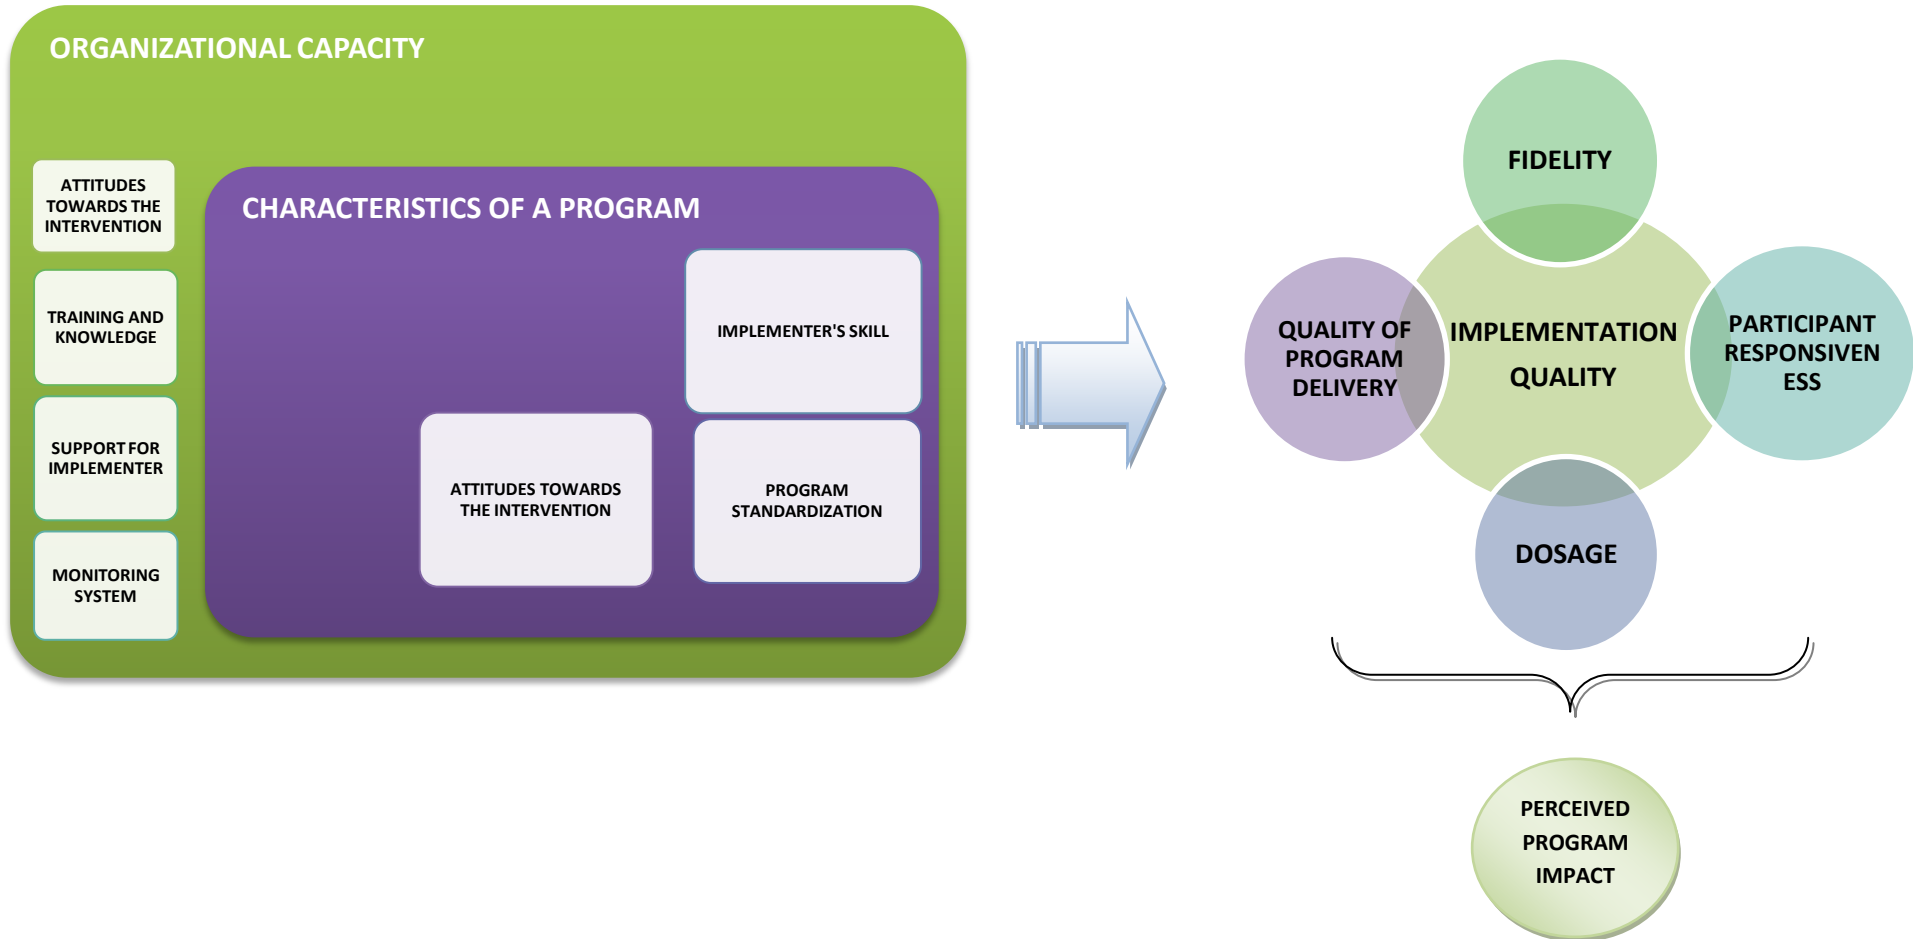 ORGANIZATIONAL CAPACITY
ATTITUDES
TOWARDS THE
INTERVENTION
TRAINING AND
KNOWLEDGE
SUPPORT FOR
IMPLEMENTER
MONITORING
SYSTEM
CHARACTERISTICS OF A PROGRAM
IMPLEMENTER'S SKILL
ATTITUDES TOWARDS
THE INTERVENTION
PROGRAM
STANDARDIZATION
FIDELITY
QUALITY OF
PROGRAM
DELIVERY
IMPLEMENTATION
QUALITY
PARTICIPANT
RESPONSIVEN
ESS
DOSAGE
PERCEIVED
PROGRAM
IMPACT